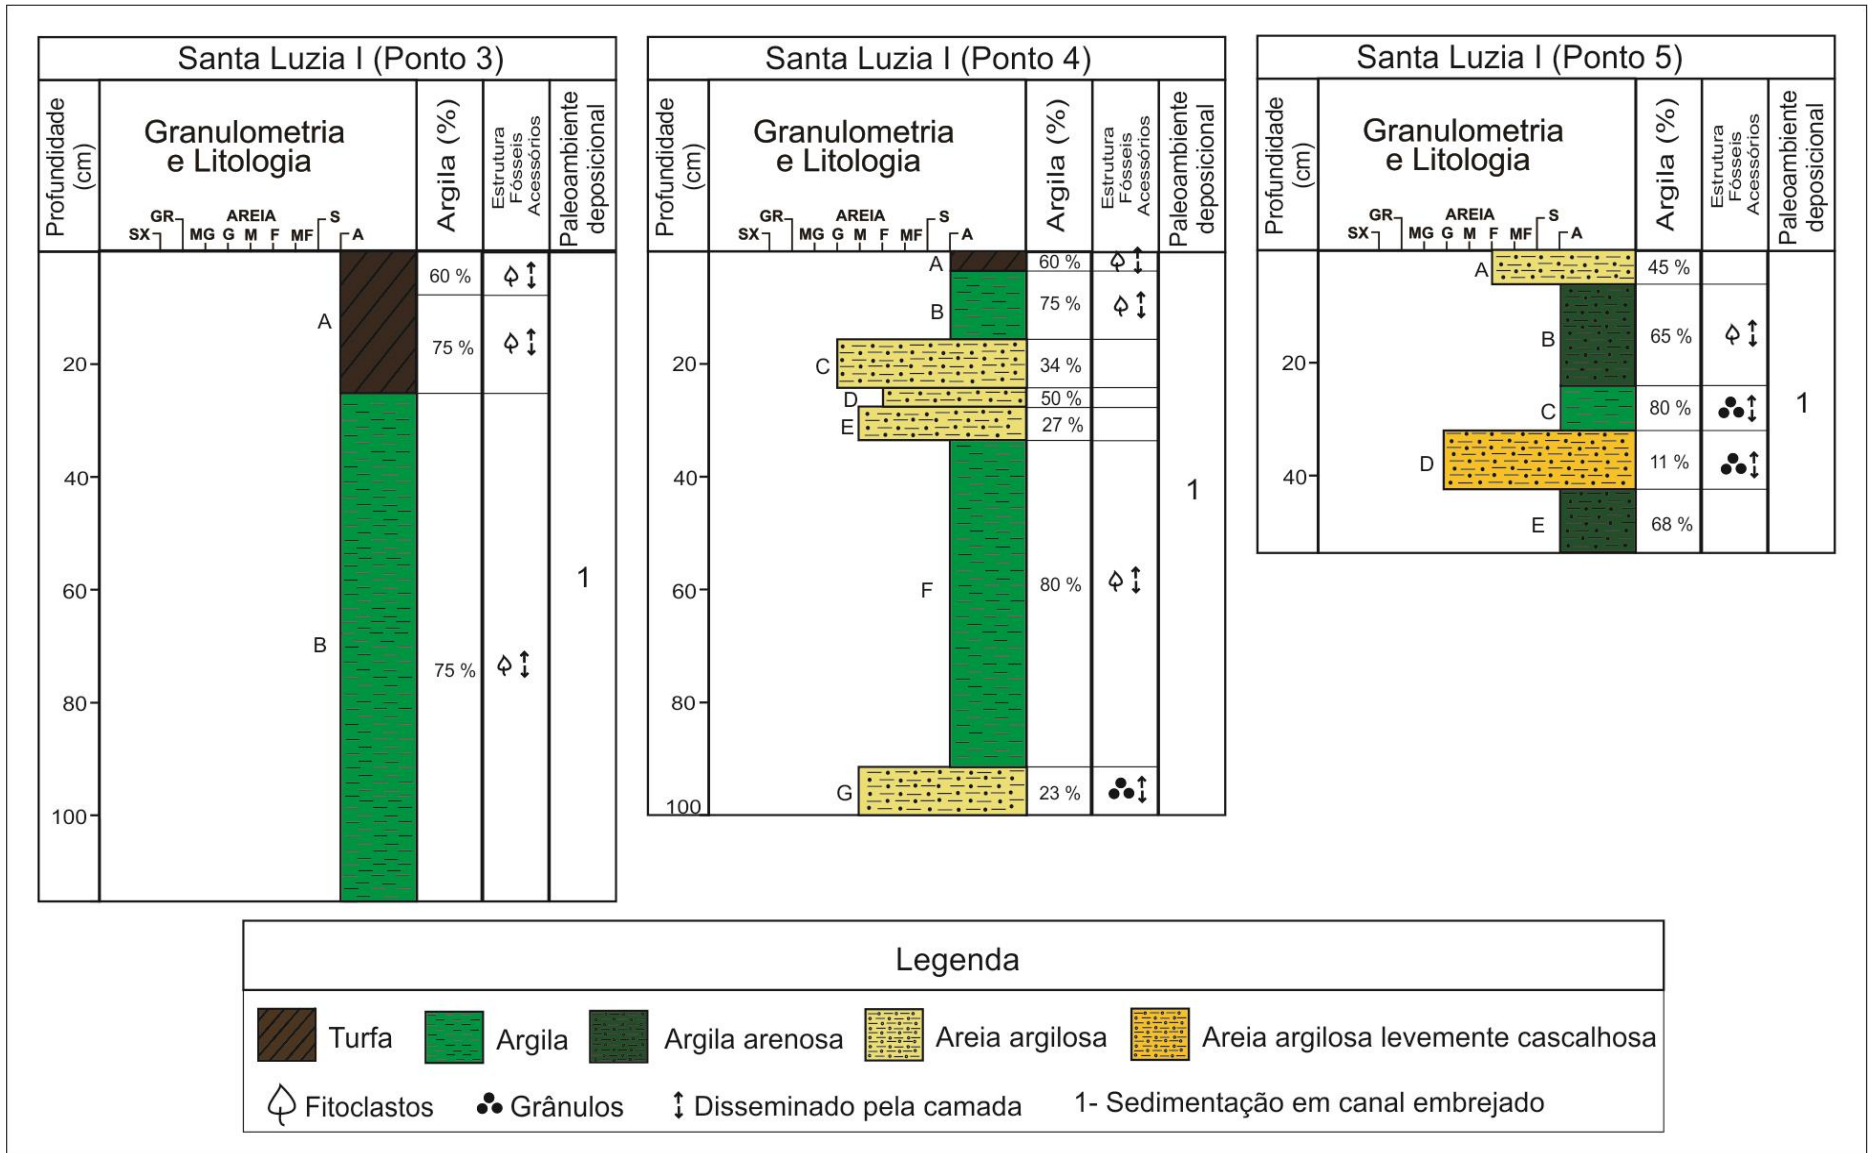 Santa Luzia I (Ponto 3)
Profundidade
(cm)
Granulometria
e Litologia
GR
AREIA
S
SX
MG G M F MF
A
Argila (%)
Estrutura
Fósseis
Acessórios
Paleoambiente
deposicional
A
60 %
75 %
20
40
60
B
75 %
80
100
1
Santa Luzia I (Ponto 4)
Profundidade
(cm)
Granulometria
e Litologia
GR
AREIA
S
SX
MG G M F MF
A
Argila (%)
Estrutura
Fósseis
Acessórios
Paleoambiente
deposicional
A
60 %
B
75 %
20
C
34 %
D
50 %
E
27 %
40
60
F
80 %
80
G
23 %
100
1
Santa Luzia I (Ponto 5)
Profundidade
(cm)
Granulometria
e Litologia
GR
AREIA
S
SX
MG G M F MF
A
Argila (%)
Estrutura
Fósseis
Acessórios
Paleoambiente
deposicional
A
45 %
B
65 %
20
C
80 %
D
11 %
40
E
68 %
1
Legenda
Turfa
Argila
Argila arenosa
Areia argilosa
Areia argilosa levemente cascalhosa
Fitoclastos
Grânulos
Disseminado pela camada
1- Sedimentação em canal embrejado